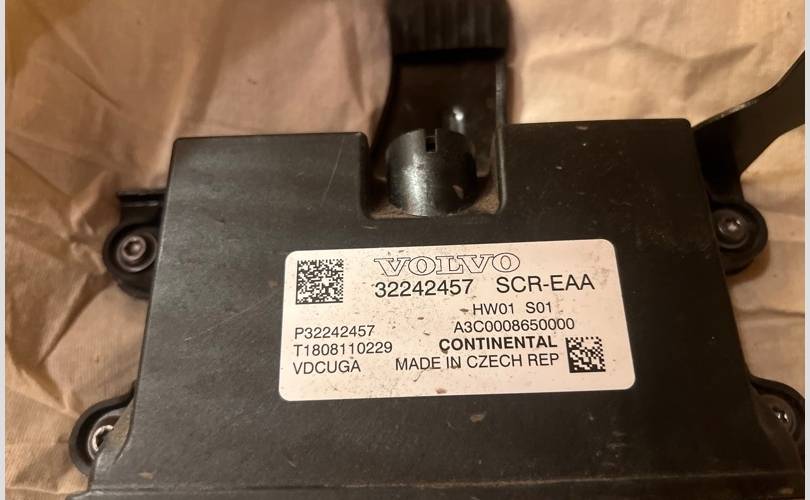 VOLVO
32242457 SCR-EAA
HW01 S01
P32242457 A3C0008650000
T1808110229 CONTINENTAL
VDCUGA MADE IN CZECH REP